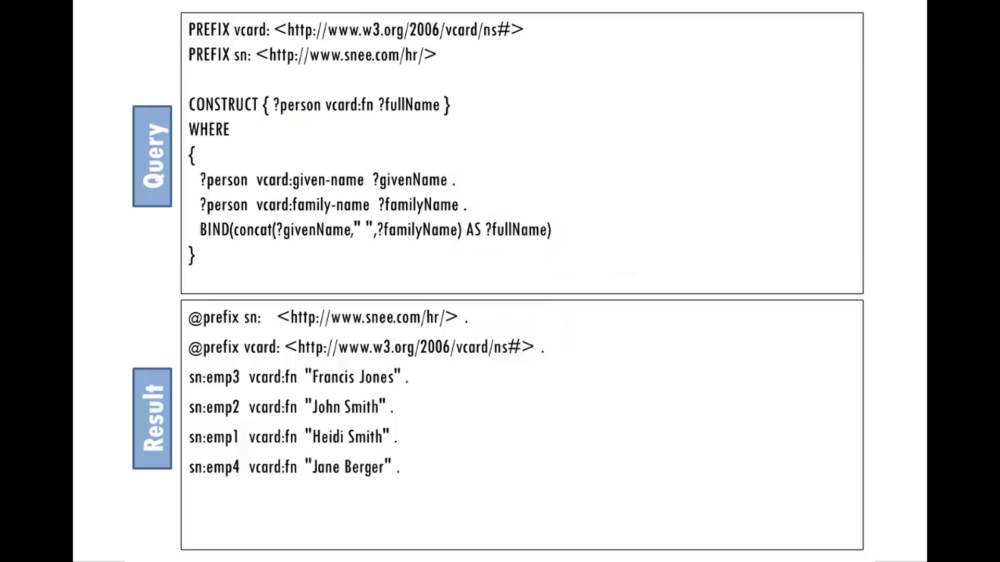 PREFIX vcard: <http://www.w3.org/2006/vcard/ns#>
PREFIX sn: <http://www.snee.com/hr/>
CONSTRUCT { ?person vcard:fn ?fullName }
WHERE
{
?person vcard:given-name ?givenName .
?person vcard:family-name ?familyName .
BIND(concat(?givenName," ",?familyName) AS ?fullName)
}
Query
@prefix sn: <http://www.snee.com/hr/> .
@prefix vcard: <http://www.w3.org/2006/vcard/ns#> .
sn:emp3 vcard:fn "Francis Jones" .
sn:emp2 vcard:fn "John Smith" .
sn:emp1 vcard:fn "Heidi Smith" .
sn:emp4 vcard:fn "Jane Berger" .
Result